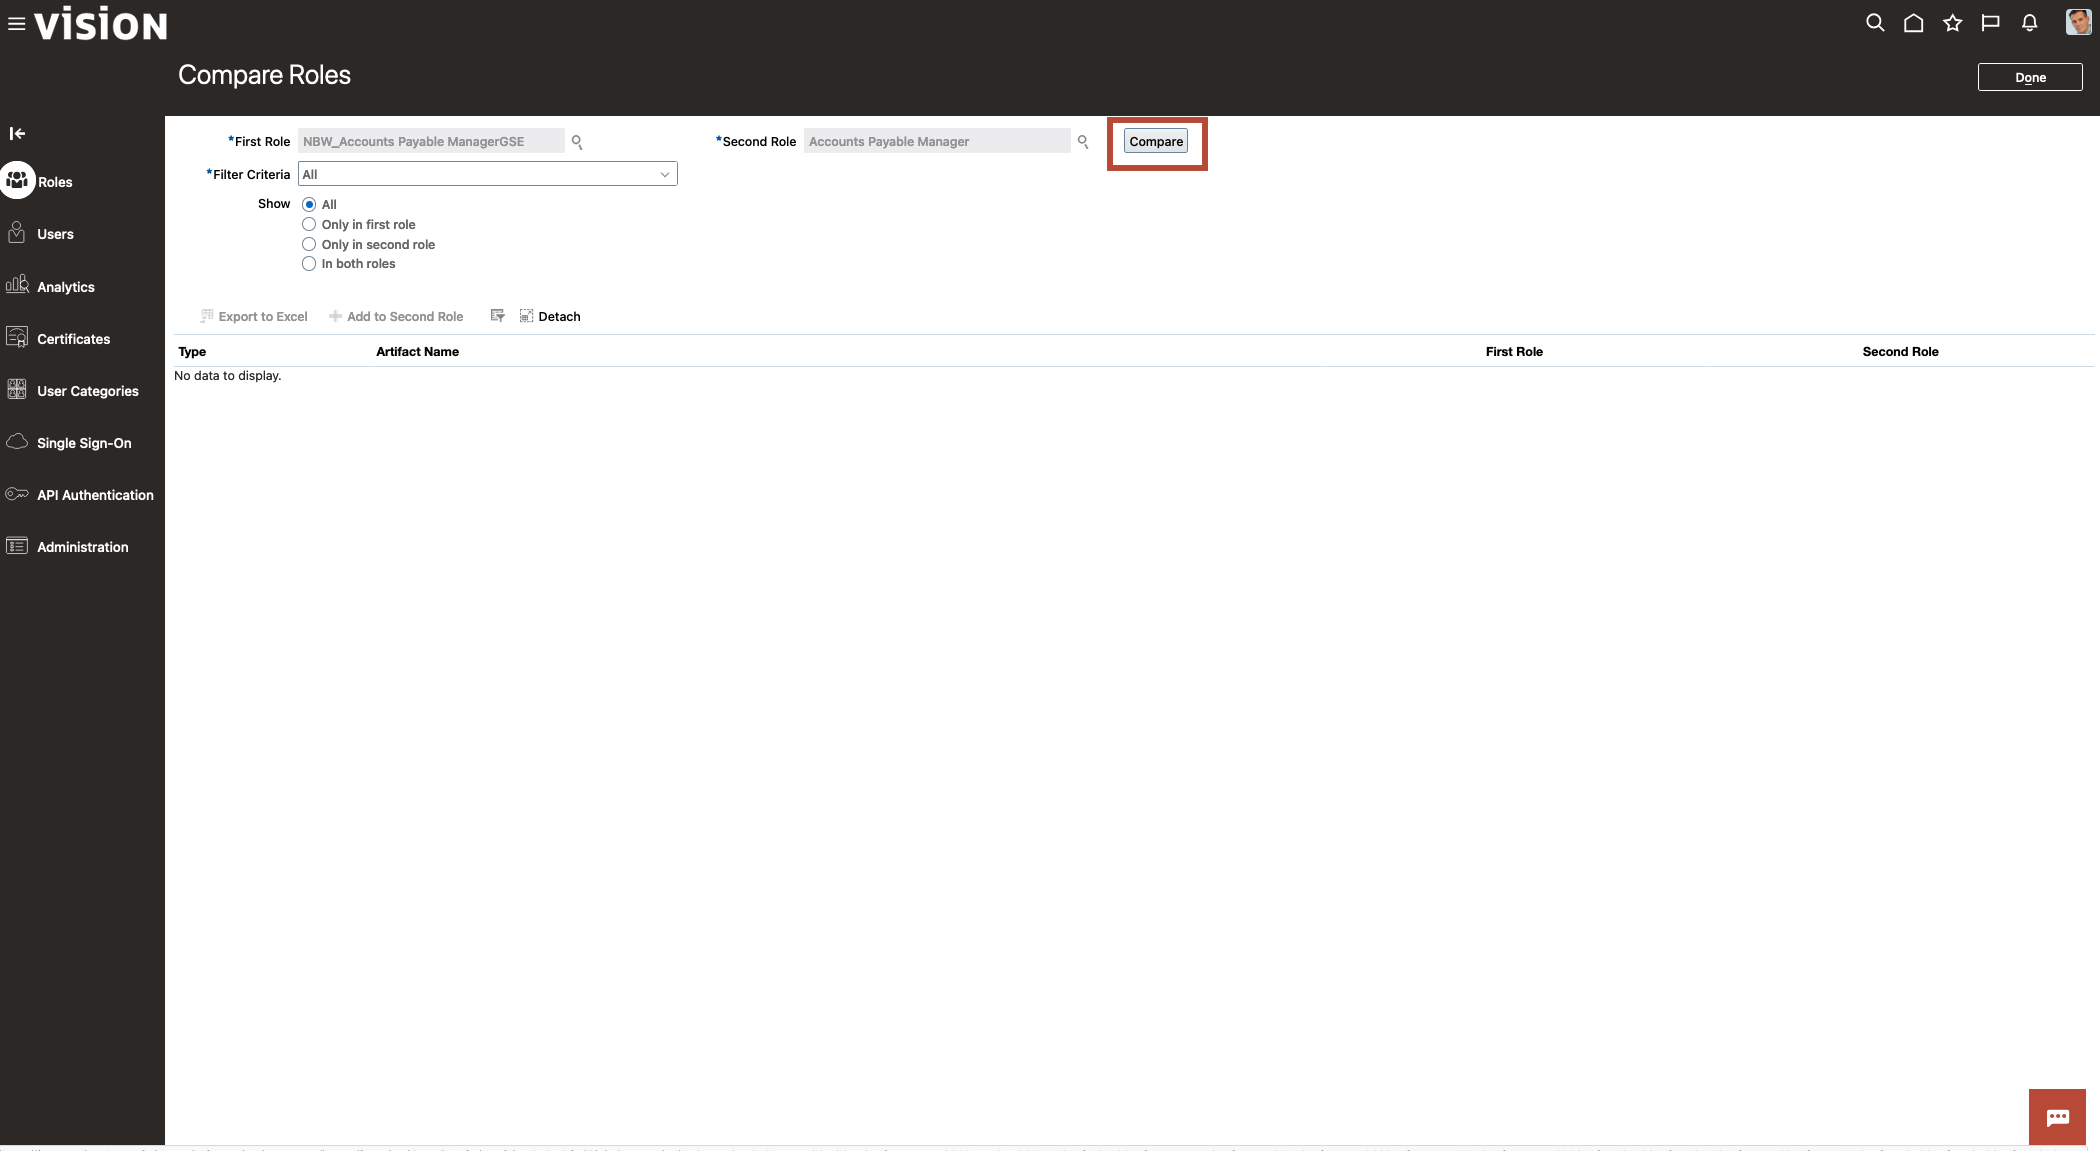 vision
Compare Roles
Done
*First Role NBW_Accounts Payable ManagerGSE *Second Role Accounts Payable Manager Compare
*Filter Criteria All
Show All
Only in first role
Only in second role
In both roles
Roles
Users
Analytics
Certificates
User Categories
Single Sign-On
API Authentication
Administration
Export to Excel Add to Second Role Detach
Type Artifact Name First Role Second Role
No data to display.